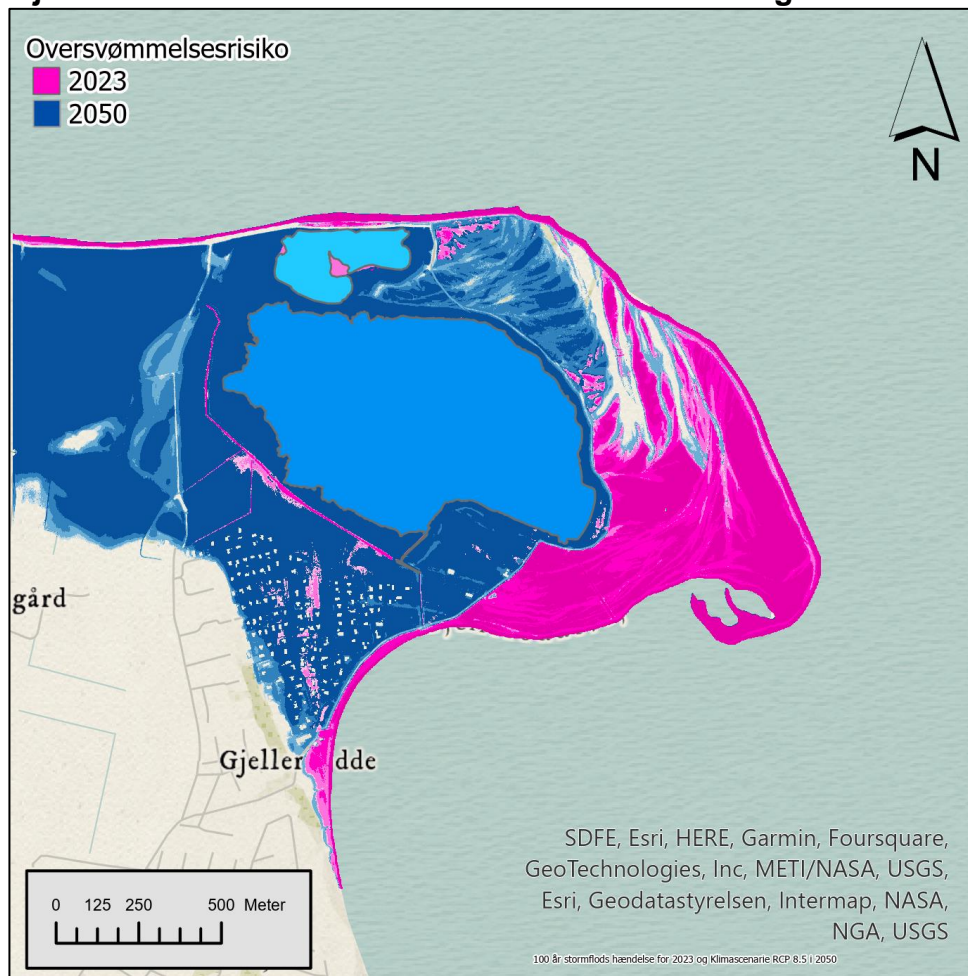 Oversvømmelsesrisiko
2023
2050
N
gård
Gjeller dde
SDFE, Esri, HERE, Garmin, Foursquare,
GeoTechnologies, Inc, METI/NASA, USGS,
Esri, Geodatastyrelsen, Intermap, NASA,
NGA, USGS
0 125 250 500 Meter
100 år stormflods hændelse for 2023 og Klimascenarie RCP 8.5 i 2050